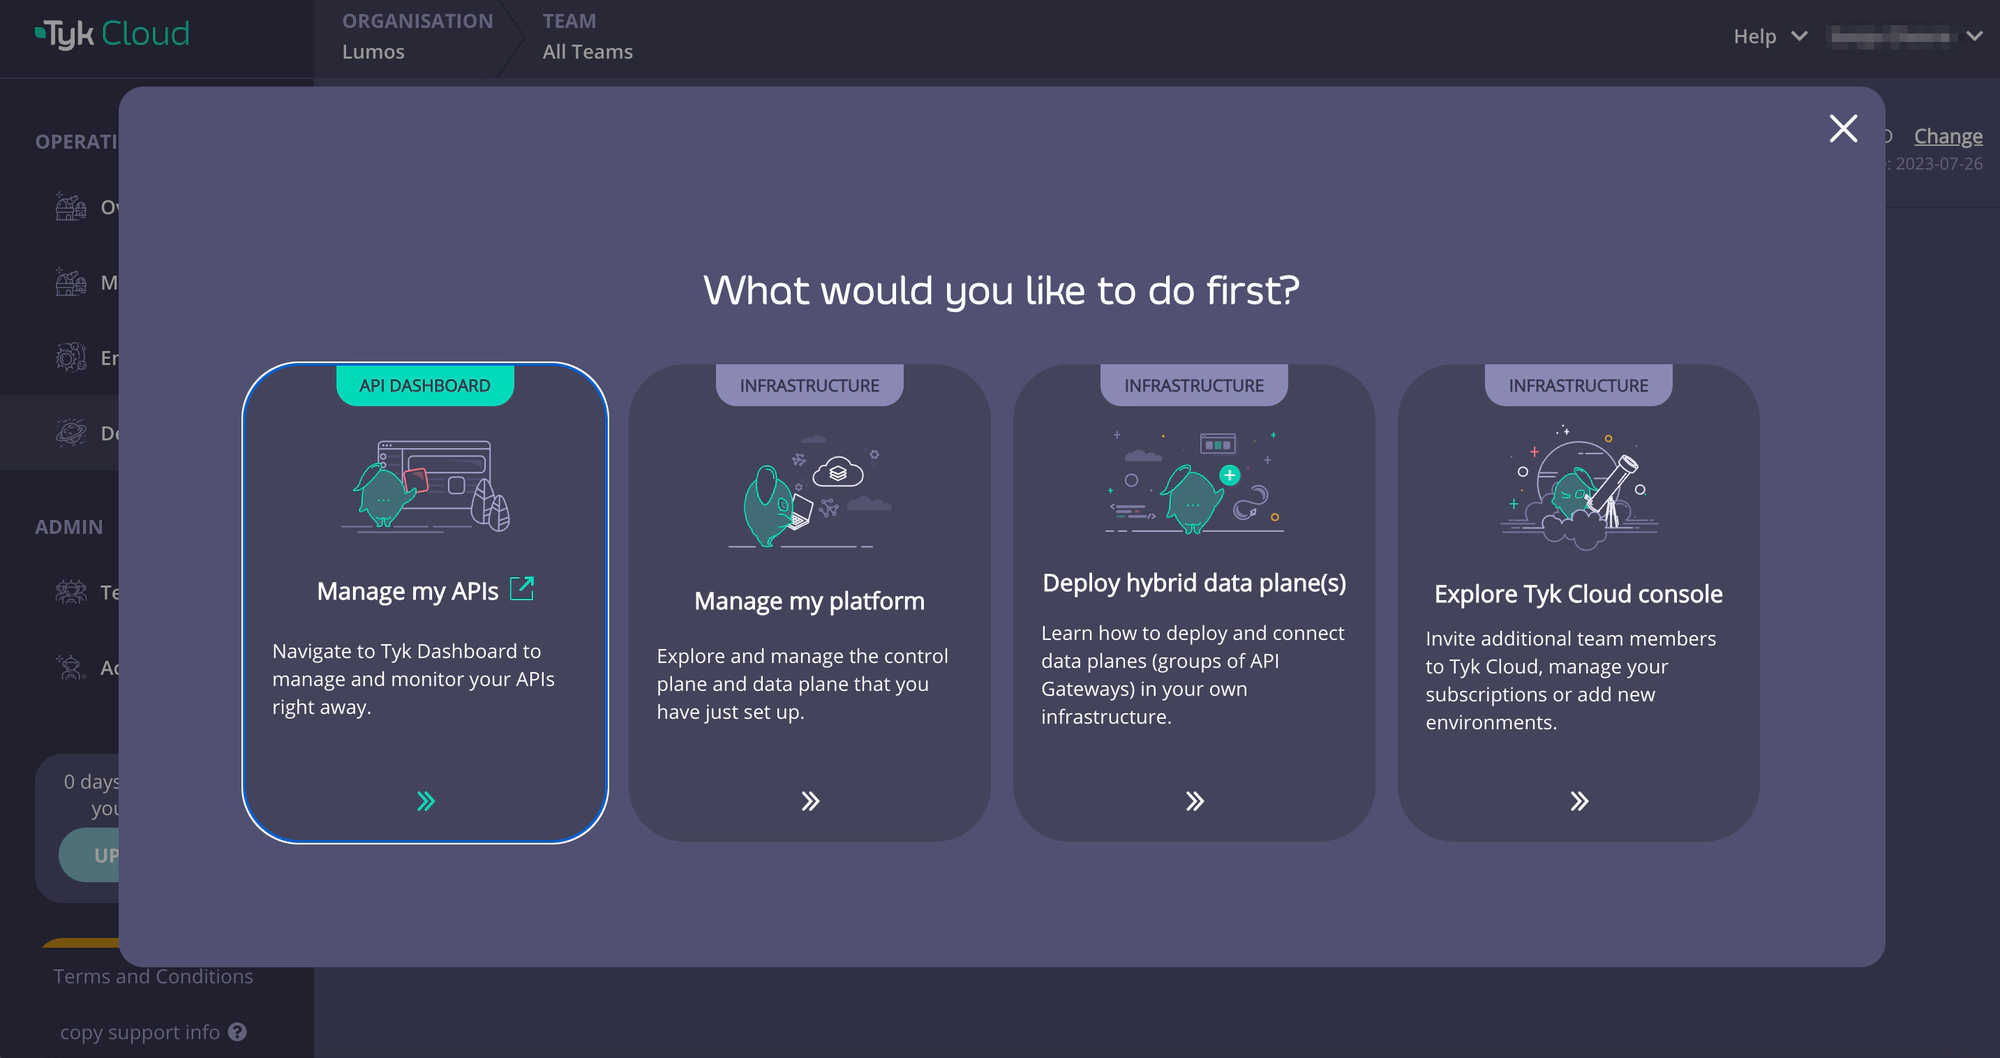 Tyk Cloud
ORGANISATION
Lumos
TEAM
All Teams
Help
Change
: 2023-07-26
OPERATI
Ov
M
En
De
ADMIN
Te
Ac
0 days
you
UP
Terms and Conditions
copy support info ?
What would you like to do first?
API DASHBOARD
Manage my APIs
Navigate to Tyk Dashboard to
manage and monitor your APIs
right away.
INFRASTRUCTURE
Manage my platform
Explore and manage the control
plane and data plane that you
have just set up.
INFRASTRUCTURE
Deploy hybrid data plane(s)
Learn how to deploy and connect
data planes (groups of API
Gateways) in your own
infrastructure.
INFRASTRUCTURE
Explore Tyk Cloud console
Invite additional team members
to Tyk Cloud, manage your
subscriptions or add new
environments.